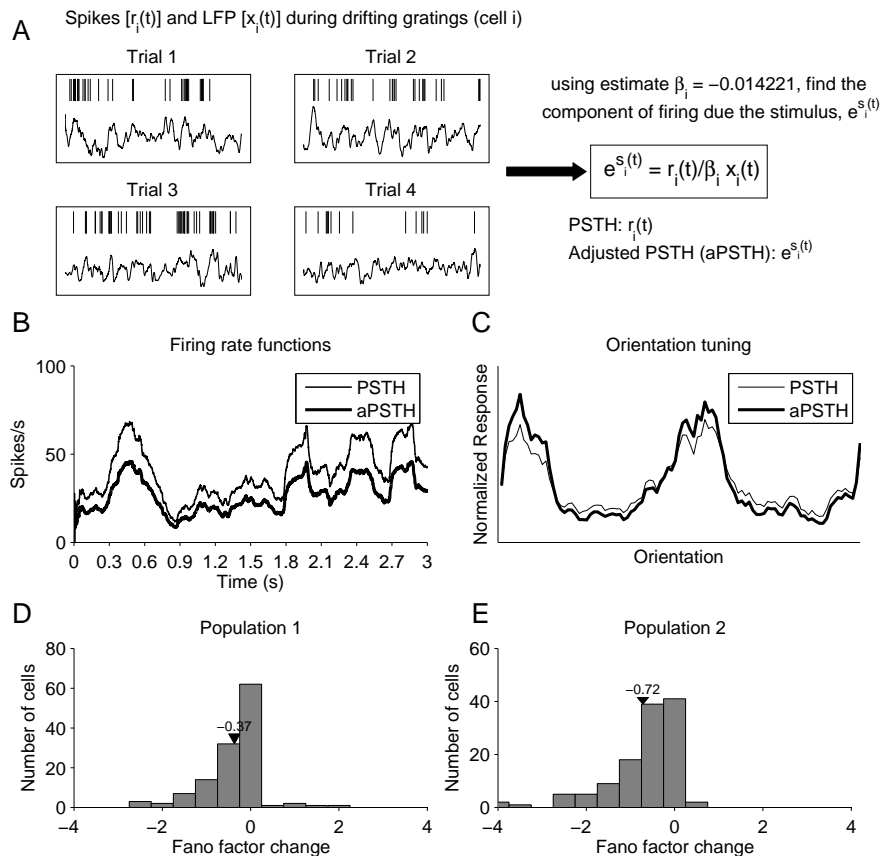 Spikes [r_i(t)] and LFP [x_i(t)] during drifting gratings (cell i)
A
Trial 1
Trial 2
Trial 3
Trial 4
using estimate β_i = −0.014221, find the
component of firing due the stimulus, e^{s_i(t)}
e^{s_i(t)} = r_i(t)/β_i x_i(t)
PSTH: r_i(t)
Adjusted PSTH (aPSTH): e^{s_i(t)}
B
Firing rate functions
100
50
0
Spikes/s
PSTH
aPSTH
0 0.3 0.6 0.9 1.2 1.5 1.8 2.1 2.4 2.7 3
Time (s)
C
Orientation tuning
Normalized Response
PSTH
aPSTH
Orientation
D
Population 1
80
60
40
20
0
Number of cells
−0.37
−4 −2 0 2 4
Fano factor change
E
Population 2
60
40
20
0
Number of cells
−0.72
−4 −2 0 2 4
Fano factor change